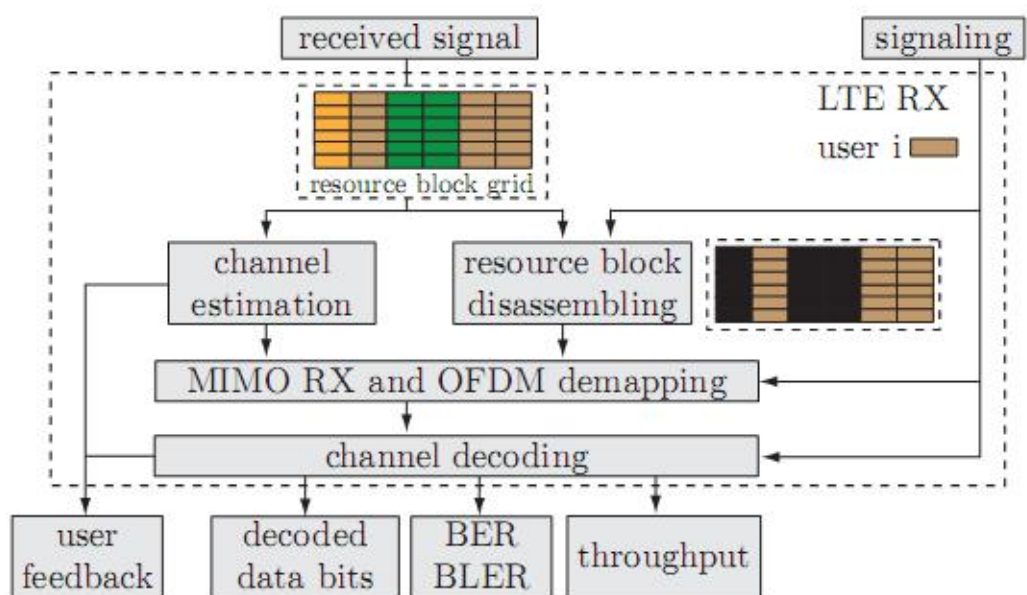 received signal
signaling
LTE RX
user i
resource block grid
channel
estimation
resource block
disassembling
MIMO RX and OFDM demapping
channel decoding
user
feedback
decoded
data bits
BER
BLER
throughput